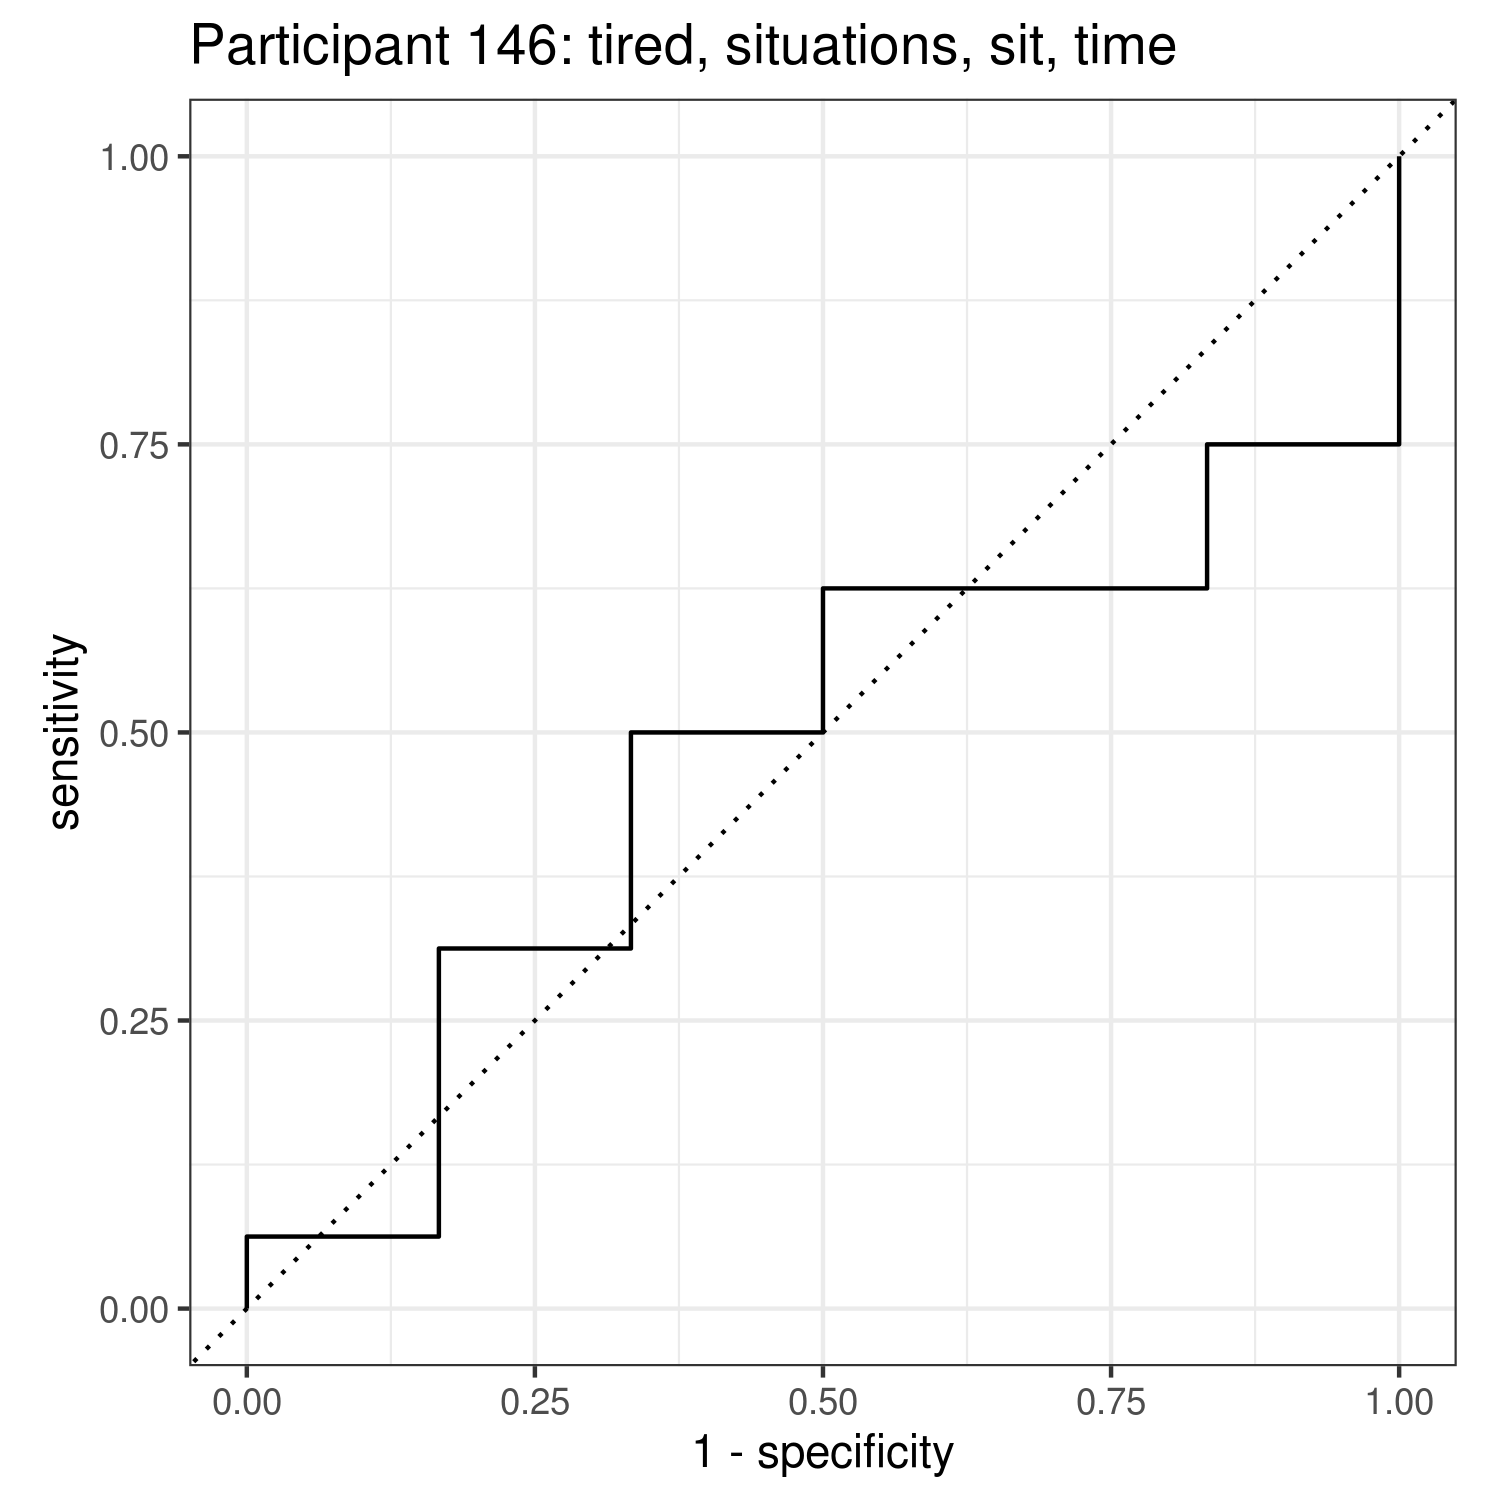 Participant 146: tired, situations, sit, time
1.00
0.75
0.50
0.25
0.00
sensitivity
0.00 0.25 0.50 0.75 1.00
1 - specificity